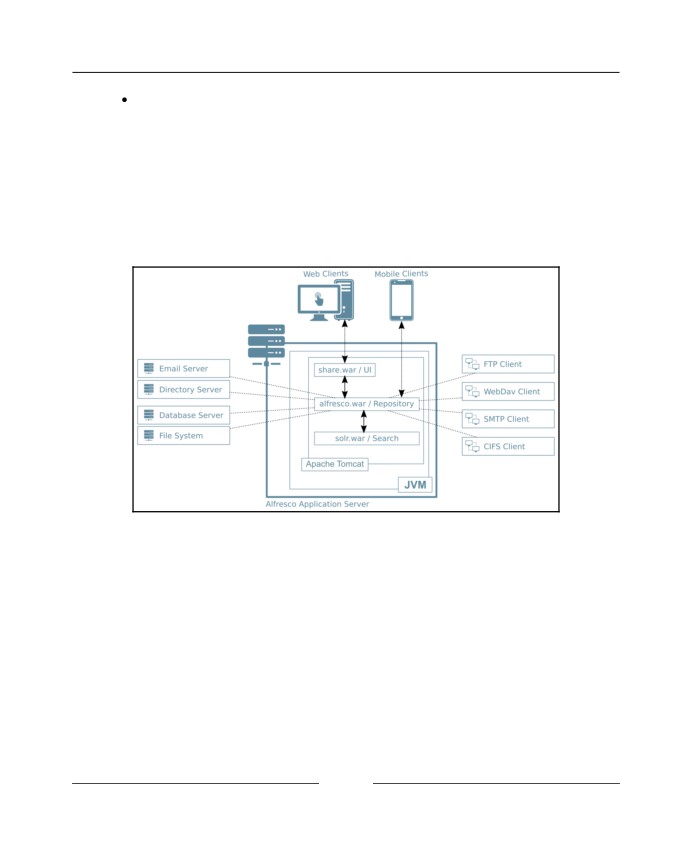 Web Clients
Mobile Clients
share.war / UI
alfresco.war / Repository
solr.war / Search
Apache Tomcat
JVM
Alfresco Application Server
Email Server
Directory Server
Database Server
File System
FTP Client
WebDav Client
SMTP Client
CIFS Client